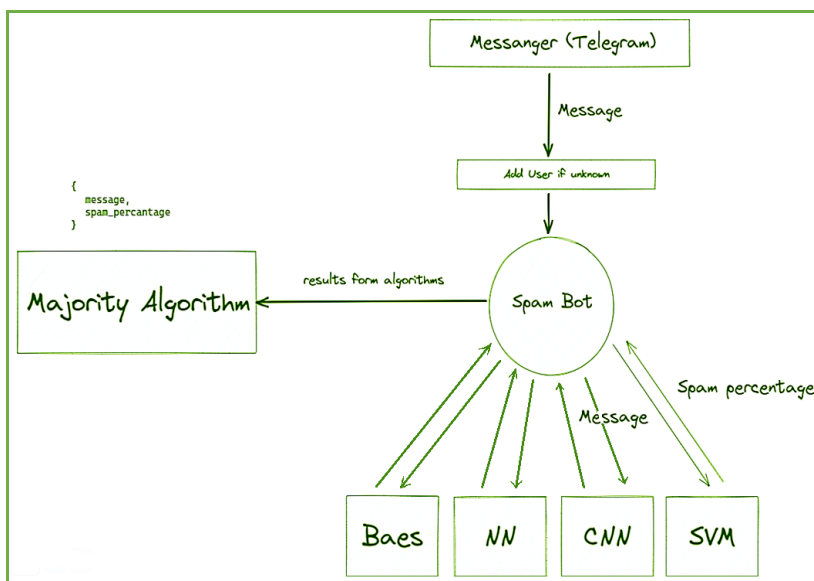 Messanger (Telegram)
Message
Add User if unknown
{
message,
spam_percantage
}
Majority Algorithm
results form algorithms
Spam Bot
Spam percentage
Message
Baes
NN
CNN
SVM